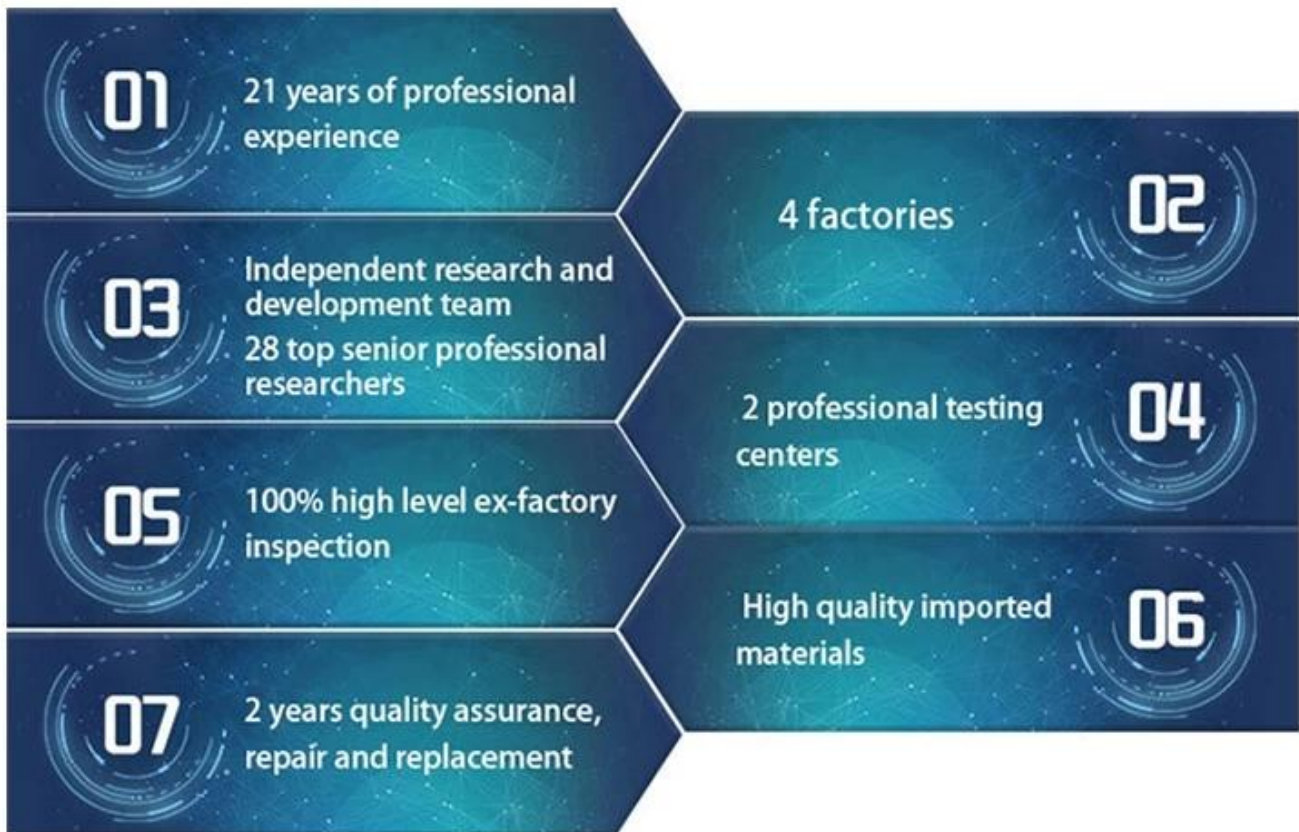 01
21 years of professional
experience
02
4 factories
03
Independent research and
development team
28 top senior professional
researchers
04
2 professional testing
centers
05
100% high level ex-factory
inspection
06
High quality imported
materials
07
2 years quality assurance,
repair and replacement